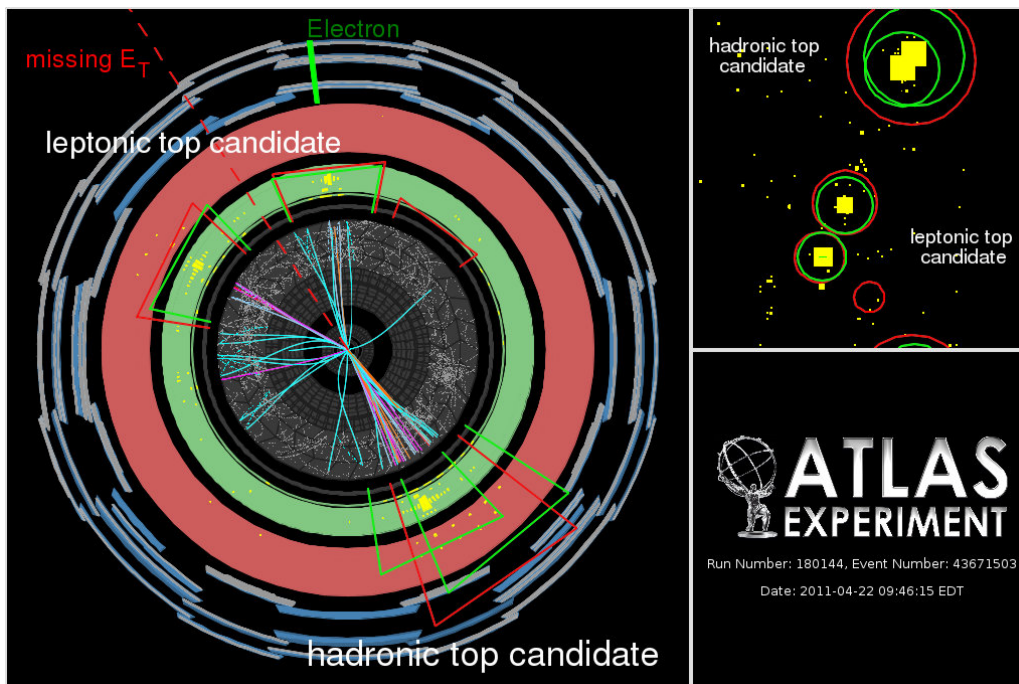 Electron
missing E_T
leptonic top candidate
hadronic top candidate
hadronic top
candidate
leptonic top
candidate
ATLAS
EXPERIMENT
Run Number: 180144, Event Number: 43671503
Date: 2011-04-22 09:46:15 EDT